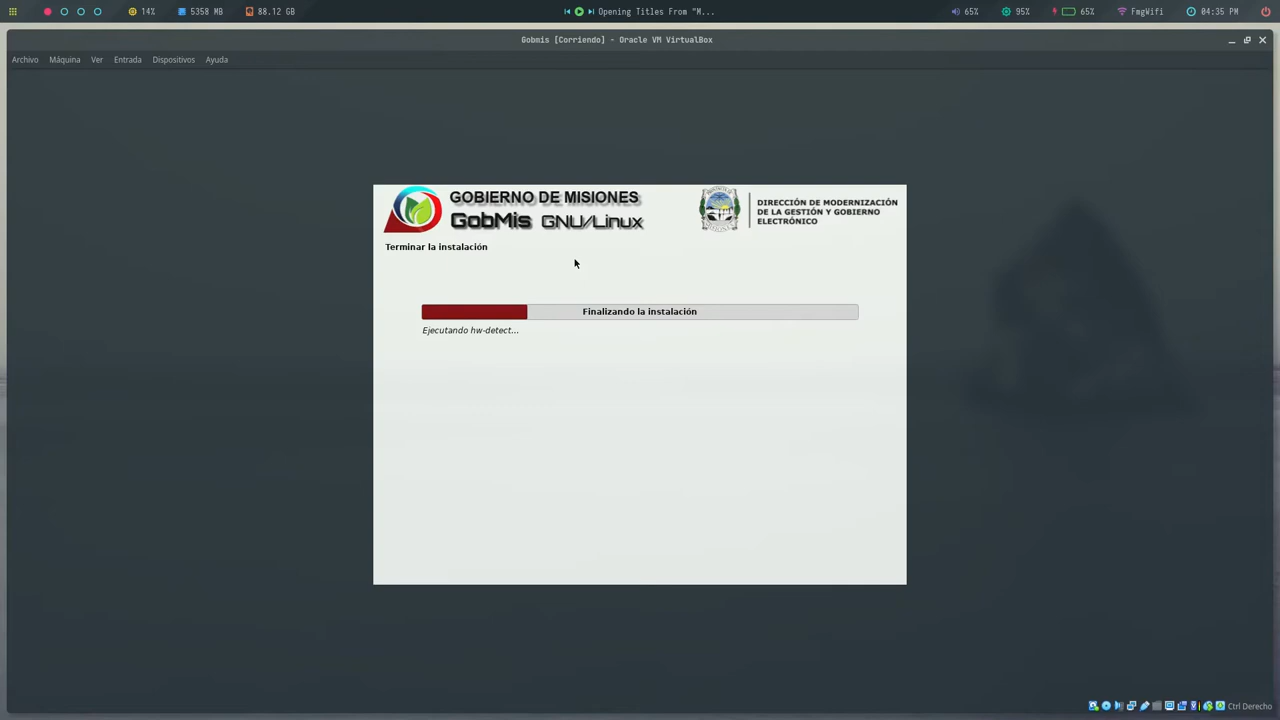 14% 5358 MB 88.12 GB Opening Titles From "M... 65% 95% 65% FmgWifi 04:35 PM
Gobmis [Corriendo] - Oracle VM VirtualBox
Archivo Máquina Ver Entrada Dispositivos Ayuda
GOBIERNO DE MISIONES
GobMis GNU/Linux
DIRECCIÓN DE MODERNIZACIÓN
DE LA GESTIÓN Y GOBIERNO
ELECTRÓNICO
Terminar la instalación
Finalizando la instalación
Ejecutando hw-detect...
Ctrl Derecho